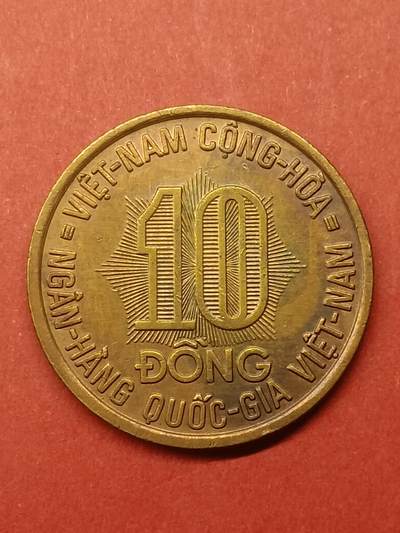 VIỆT-NAM CỘNG-HÒA
10
ĐỒNG
NGÂN-HÀNG QUỐC-GIA VIỆT-NAM